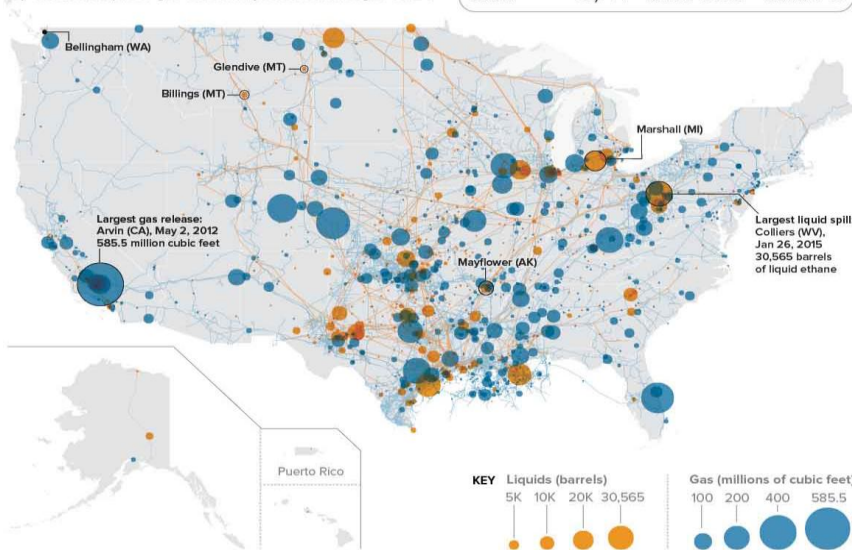 Bellingham (WA)
Glendive (MT)
Billings (MT)
Marshall (MI)
Largest gas release:
Arvin (CA), May 2, 2012
585.5 million cubic feet
Mayflower (AK)
Largest liquid spill:
Colliers (WV),
Jan 26, 2015
30,565 barrels
of liquid ethane
Puerto Rico
KEY Liquids (barrels)
5K 10K 20K 30,565
Gas (millions of cubic feet)
100 200 400 585.5